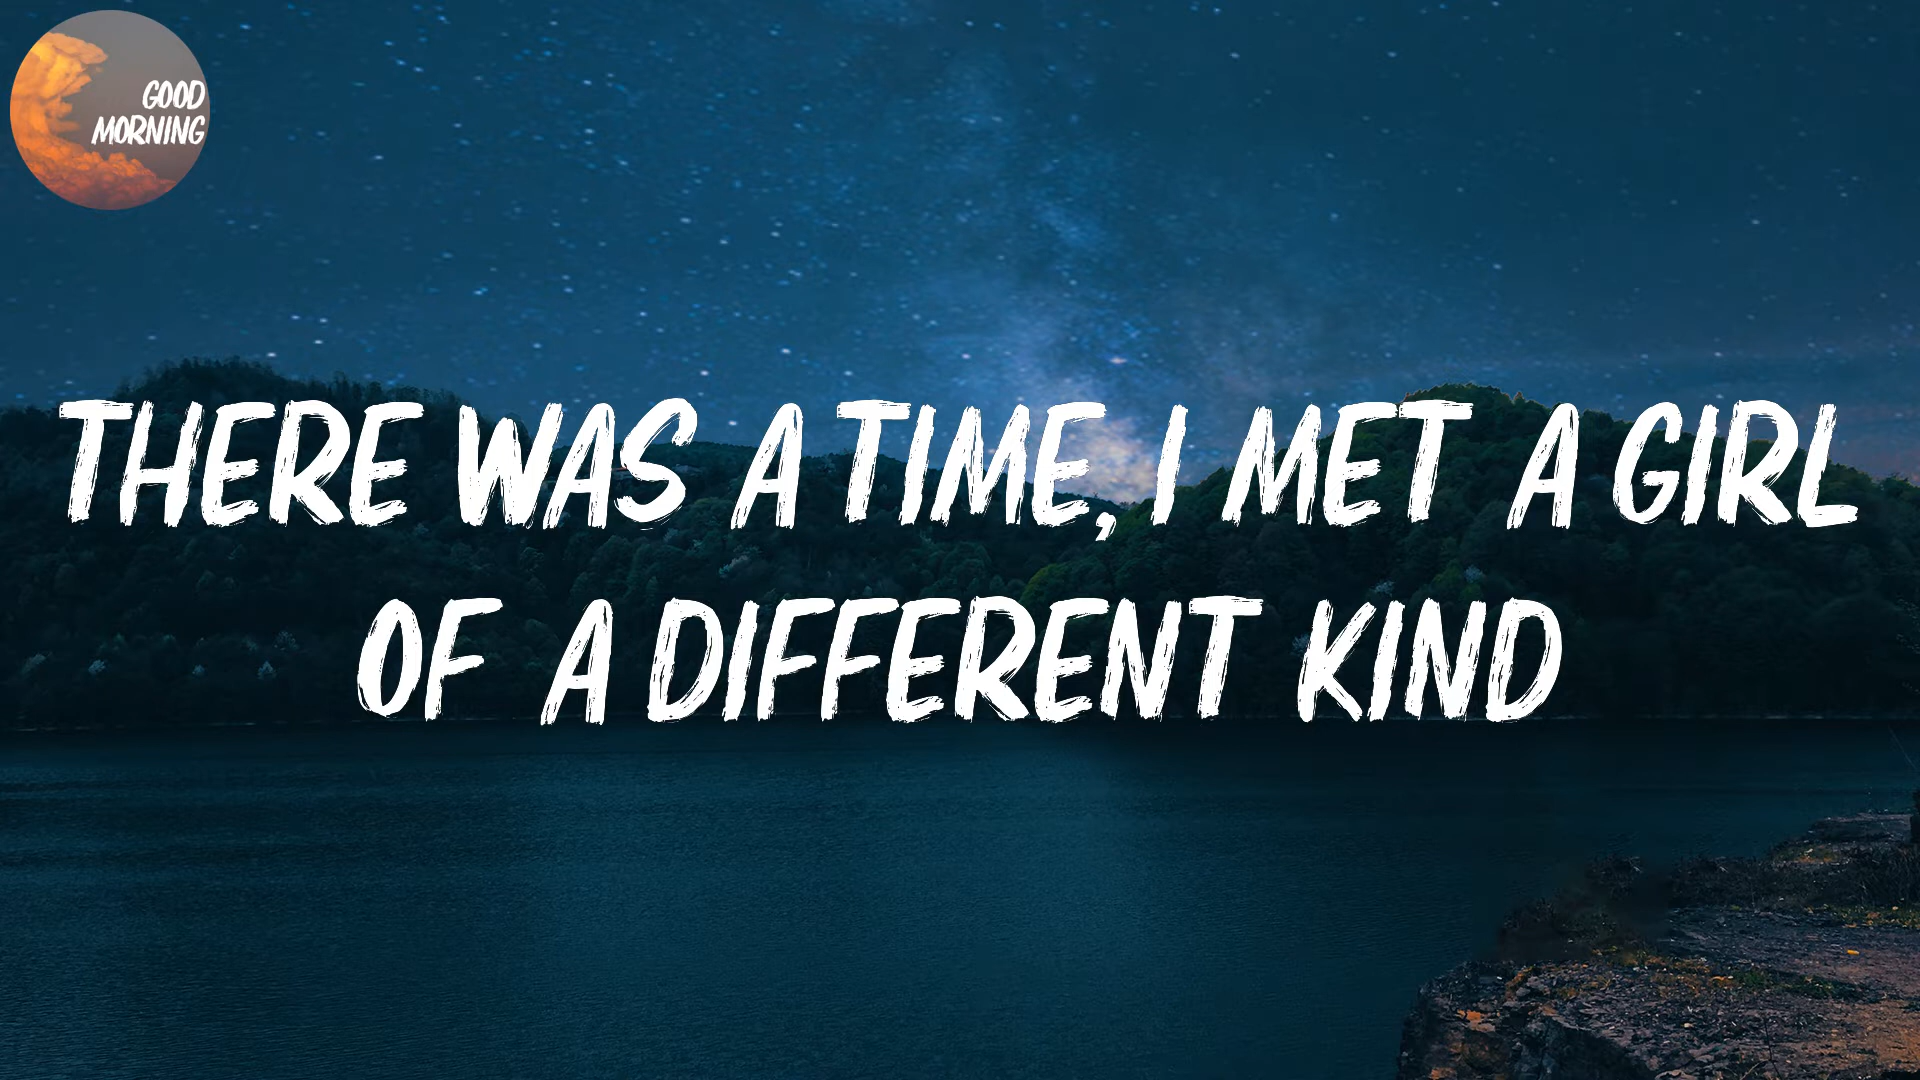 GOOD
MORNING
THERE WAS A TIME, I MET A GIRL
OF A DIFFERENT KIND